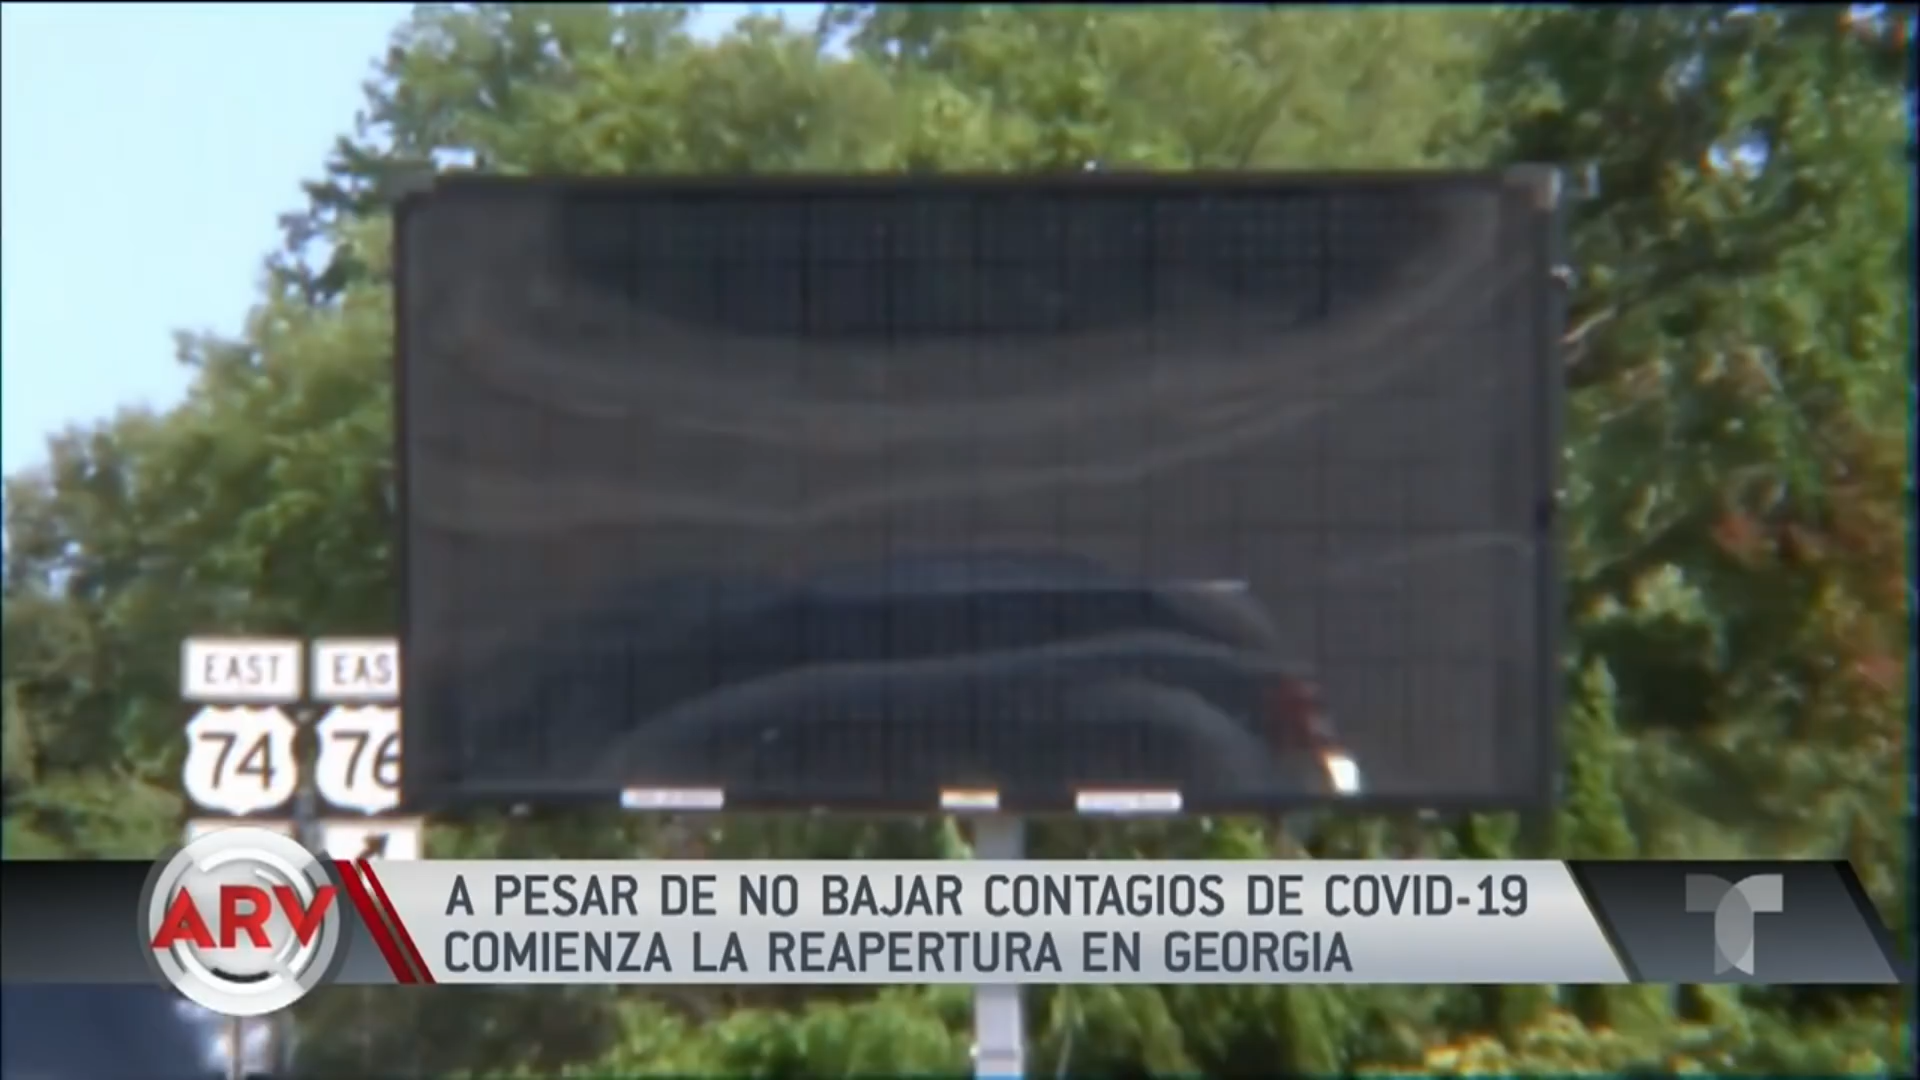 EAST EAS
74 76
ARV
A PESAR DE NO BAJAR CONTAGIOS DE COVID-19
COMIENZA LA REAPERTURA EN GEORGIA